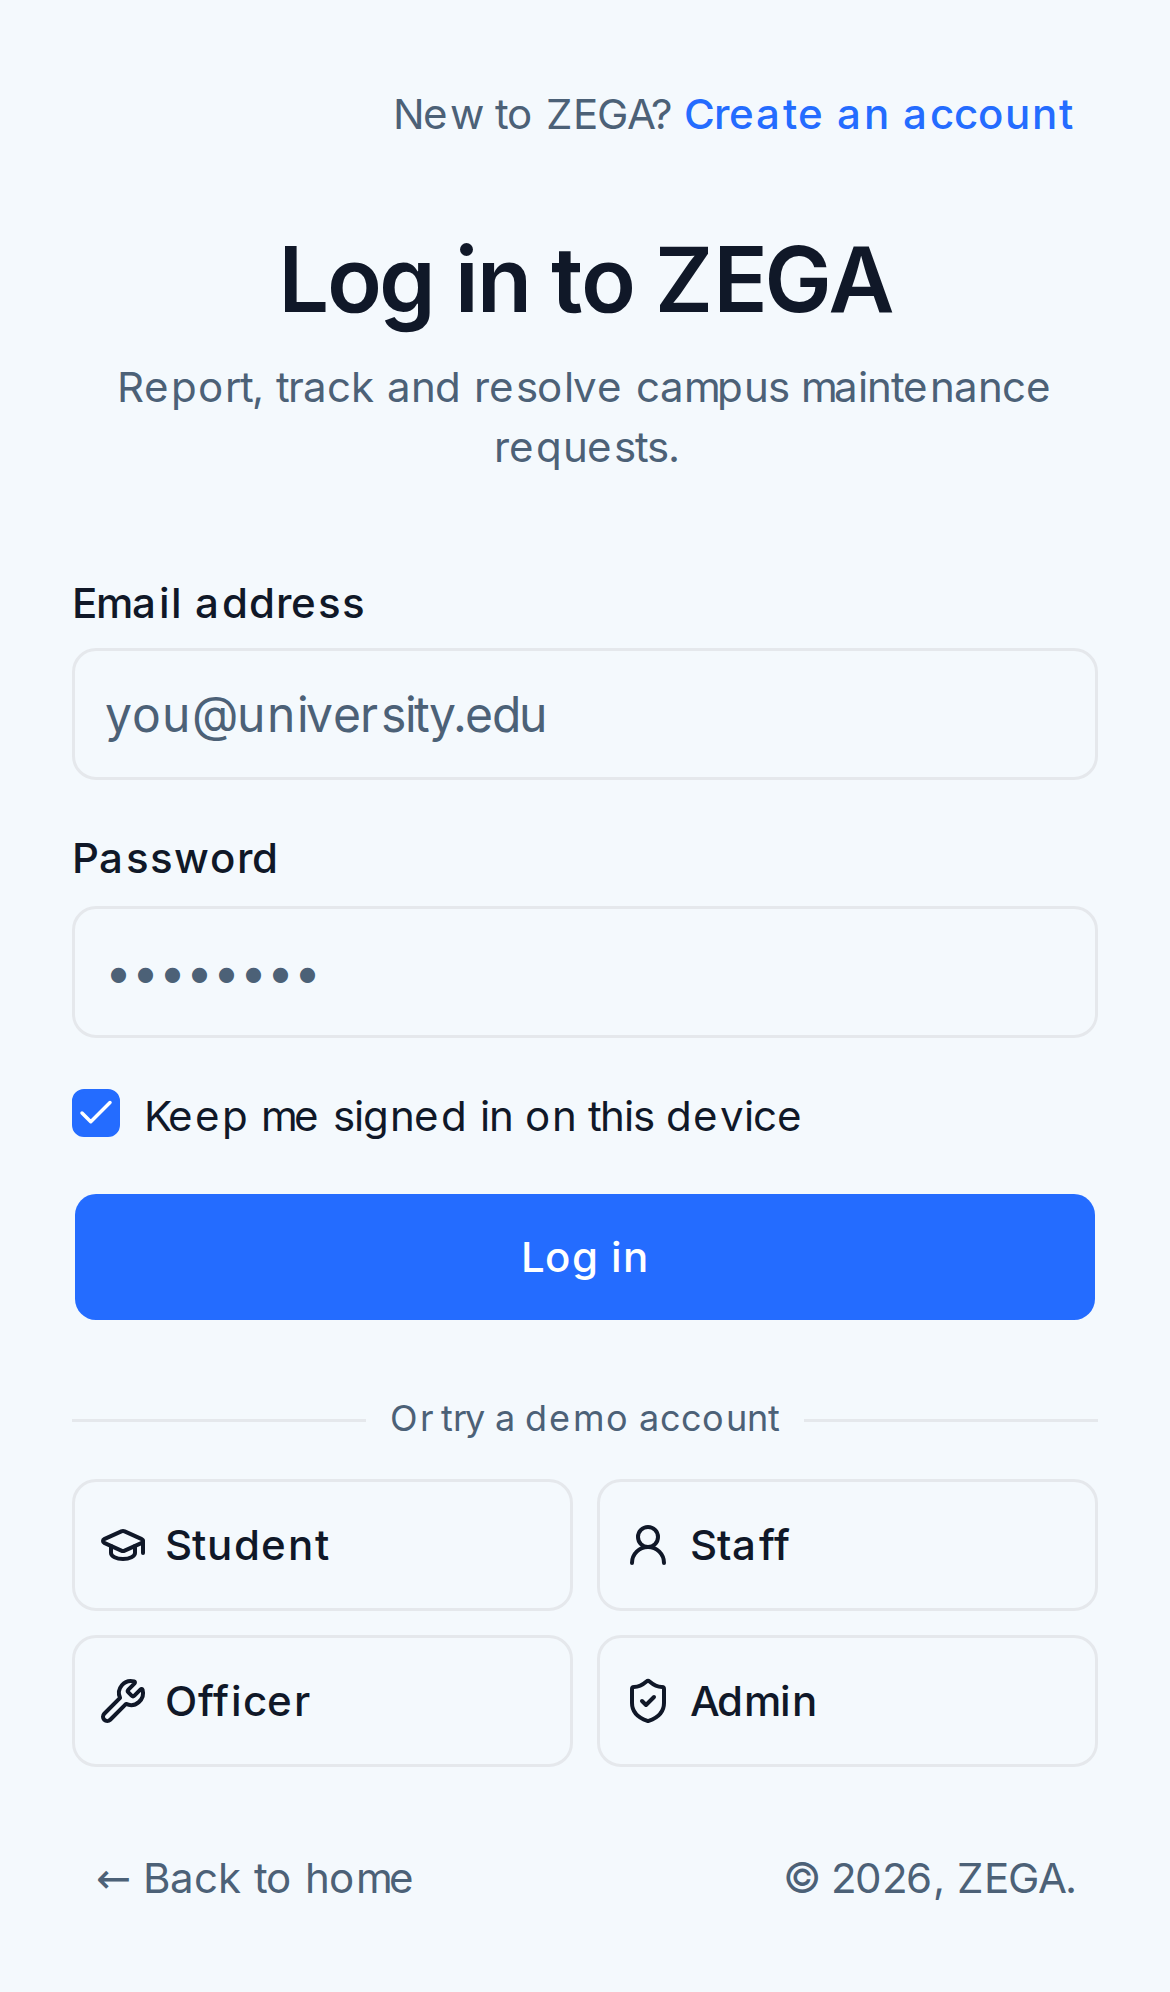 New to ZEGA? Create an account
Log in to ZEGA
Report, track and resolve campus maintenance
requests.
Email address
you@university.edu
Password
••••••••
Keep me signed in on this device
Log in
Or try a demo account
Student
Staff
Officer
Admin
← Back to home
© 2026, ZEGA.